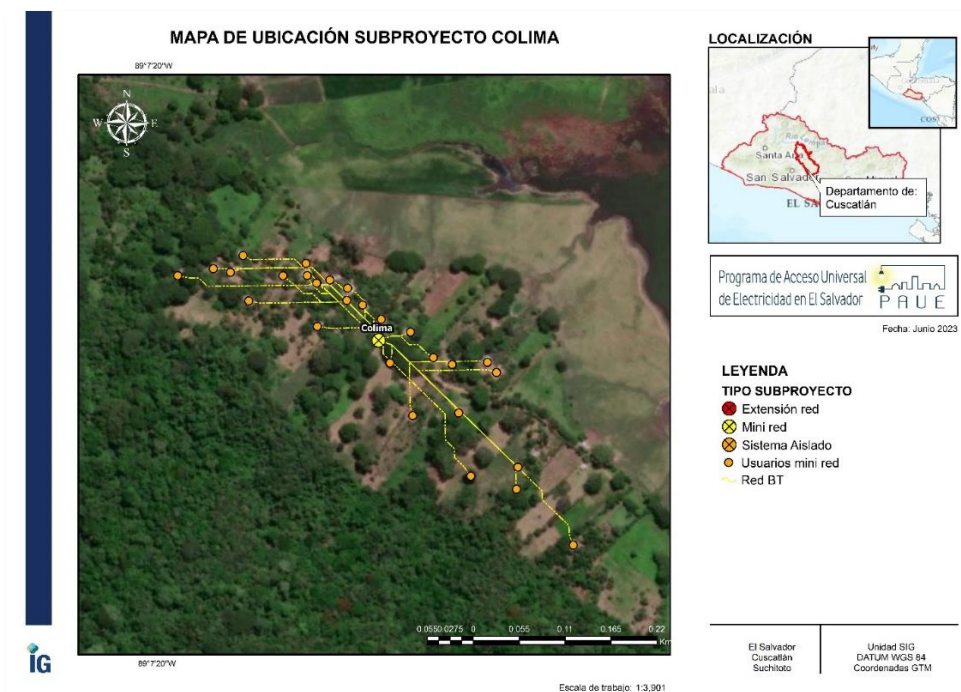 MAPA DE UBICACIÓN SUBPROYECTO COLIMA
89°7'20"W
N
W
E
S
Colima
0.0550.0275 0 0.055 0.11 0.165 0.22
Km
89°7'20"W
Escala de trabajo: 1:3,901
iG
LOCALIZACIÓN
Santa Ana
San Salvador
EL SA
COS
Departamento de:
Cuscatlán
Programa de Acceso Universal
de Electricidad en El Salvador
PAUE
Fecha: Junio 2023
LEYENDA
TIPO SUBPROYECTO
Extensión red
Mini red
Sistema Aislado
Usuarios mini red
Red BT
El Salvador
Cuscatlán
Suchitoto
Unidad SIG
DATUM WGS 84
Coordenadas GTM